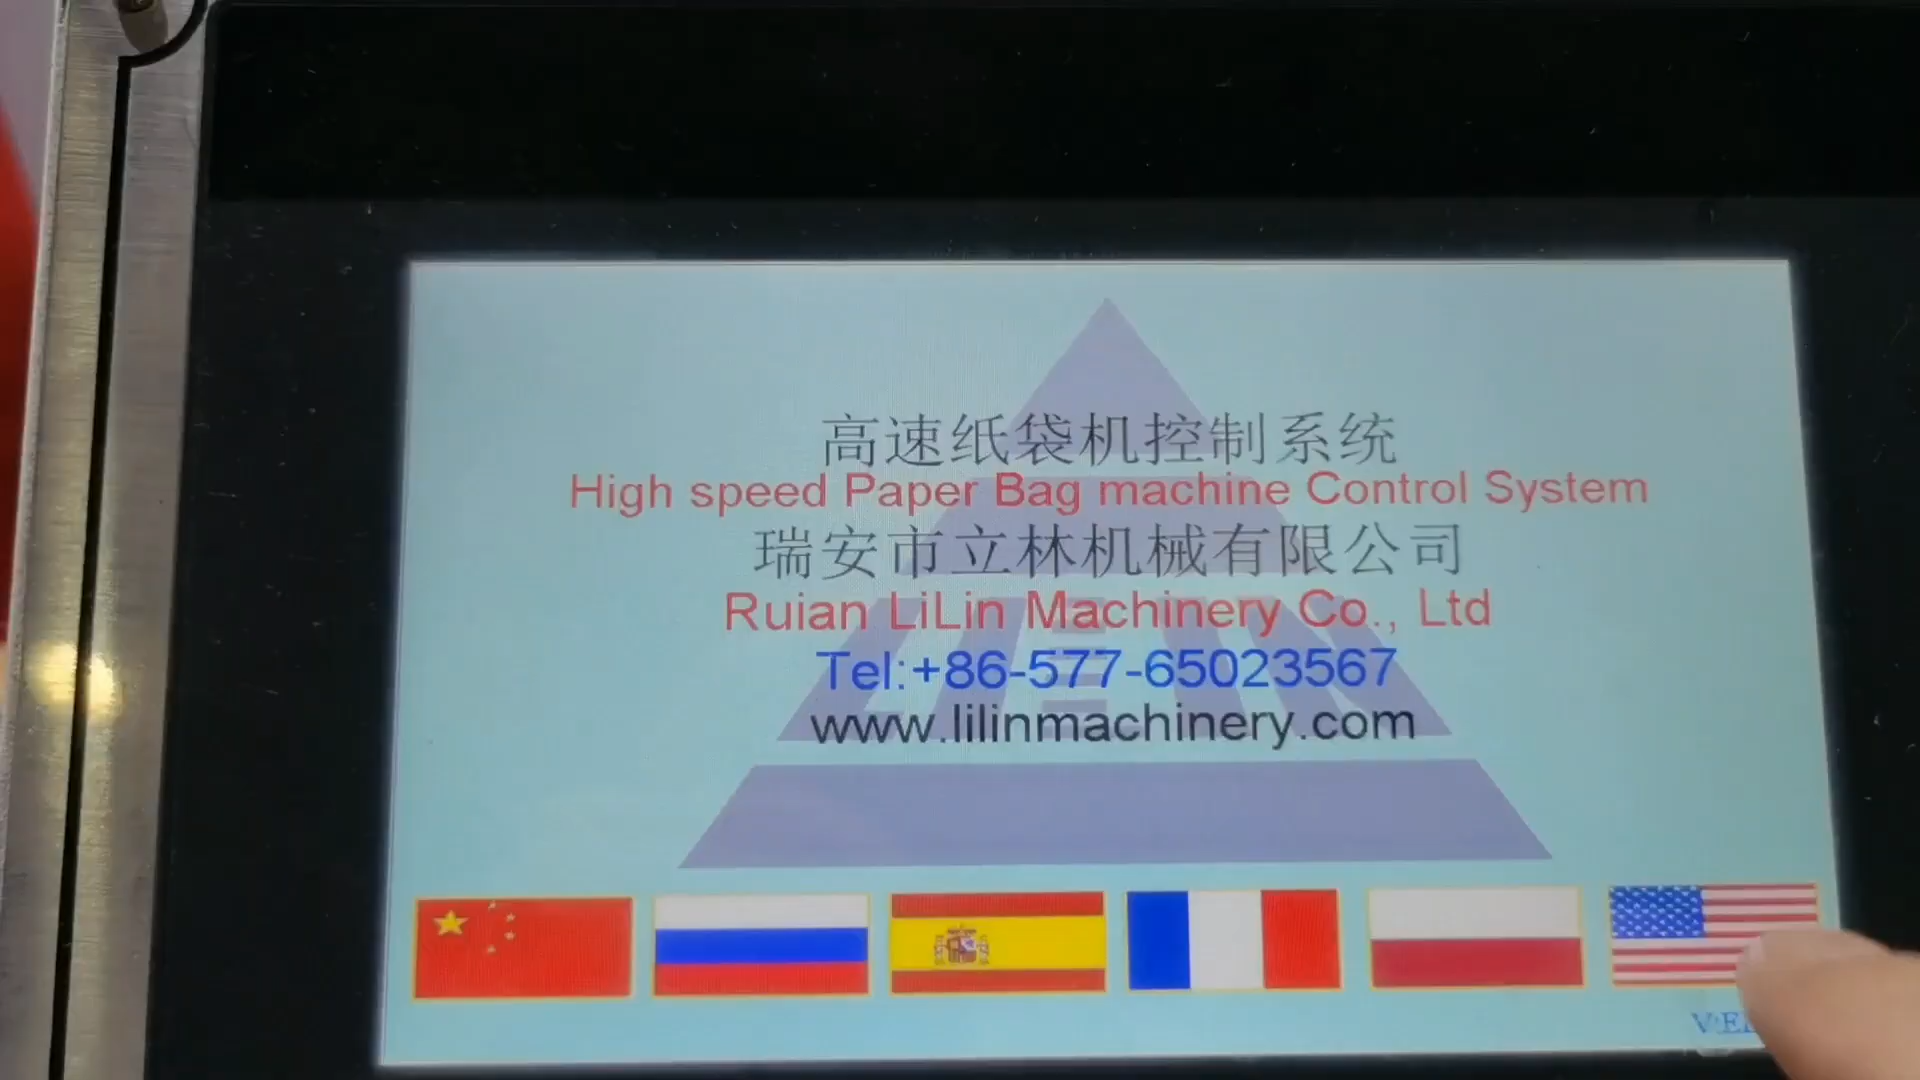 高速纸袋机控制系统
High speed Paper Bag machine Control System
瑞安市立林机械有限公司
Ruian LiLin Machinery Co., Ltd
Tel:+86-577-65023567
www.lilinmachinery.com